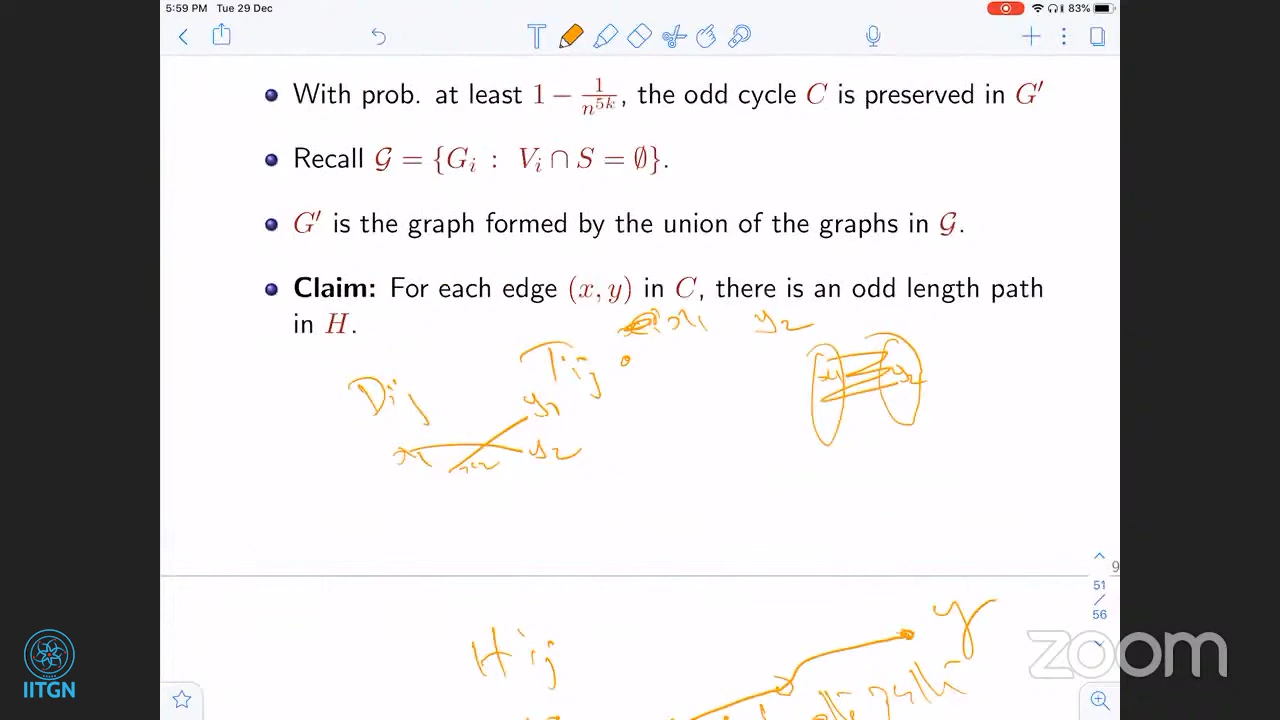 5:59 PM Tue 29 Dec
83%
With prob. at least 1 − 1/n^{5k}, the odd cycle C is preserved in G′
Recall 𝒢 = {G_i : V_i ∩ S = ∅}.
G′ is the graph formed by the union of the graphs in 𝒢.
Claim: For each edge (x, y) in C, there is an odd length path
in H.
x_1 y_2
T_ij
D_ij
y_1
x_1 x_2 y_2
9
51
56
H_ij
y
IITGN
zoom